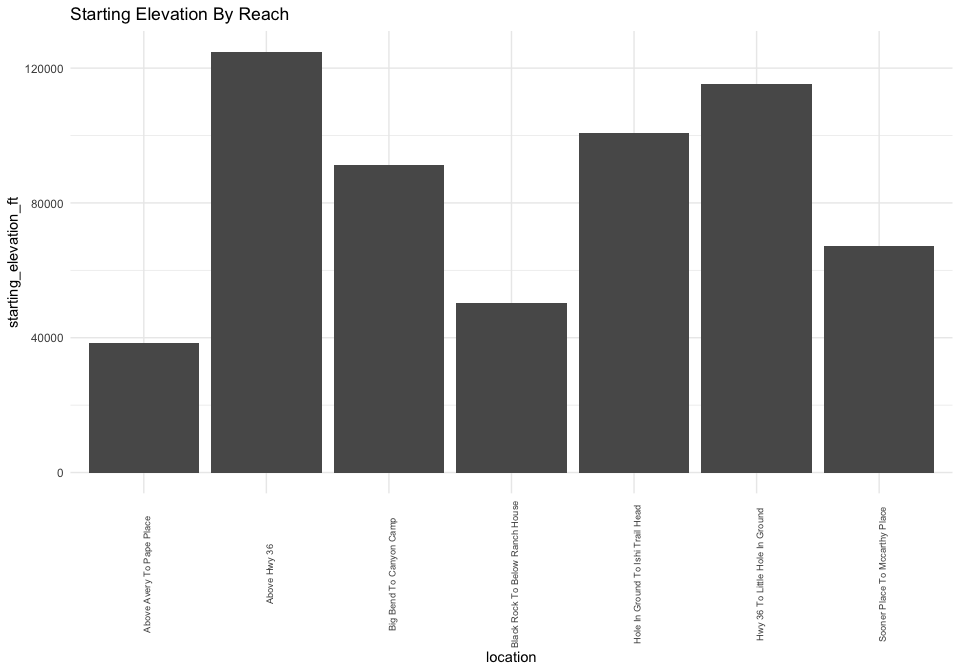 Starting Elevation By Reach
starting_elevation_ft
120000
80000
40000
0
Above Avery To Pape Place
Above Hwy 36
Big Bend To Canyon Camp
Black Rock To Below Ranch House
Hole In Ground To Ishi Trail Head
Hwy 36 To Little Hole In Ground
Sooner Place To Mccarthy Place
location